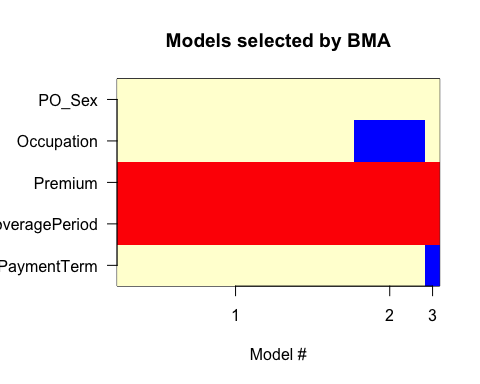 Models selected by BMA
PO_Sex
Occupation
Premium
overagePeriod
PaymentTerm
1 2 3
Model #